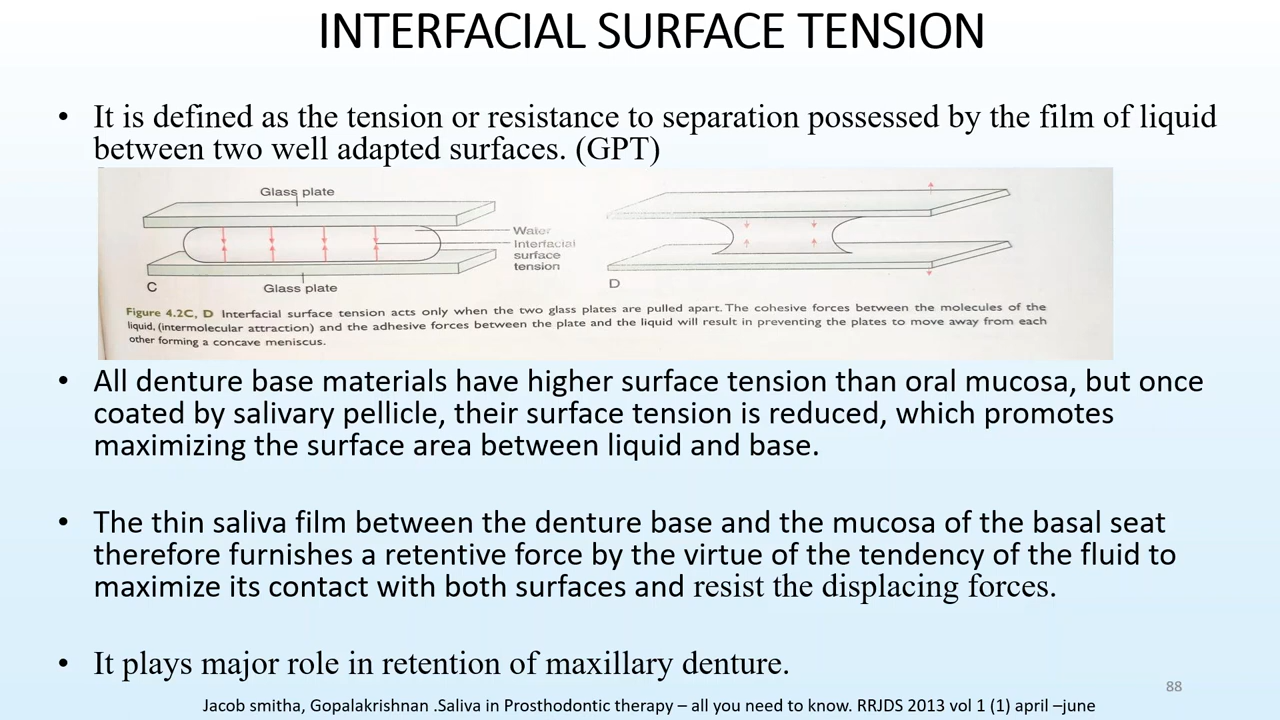 INTERFACIAL SURFACE TENSION
• It is defined as the tension or resistance to separation possessed by the film of liquid
between two well adapted surfaces. (GPT)
Glass plate
Water
Interfacial
surface
tension
C
Glass plate
D
Figure 4.2C, D Interfacial surface tension acts only when the two glass plates are pulled apart. The cohesive forces between the molecules of the
liquid, (intermolecular attraction) and the adhesive forces between the plate and the liquid will result in preventing the plates to move away from each
other forming a concave meniscus.
• All denture base materials have higher surface tension than oral mucosa, but once
coated by salivary pellicle, their surface tension is reduced, which promotes
maximizing the surface area between liquid and base.
• The thin saliva film between the denture base and the mucosa of the basal seat
therefore furnishes a retentive force by the virtue of the tendency of the fluid to
maximize its contact with both surfaces and resist the displacing forces.
• It plays major role in retention of maxillary denture.
88
Jacob smitha, Gopalakrishnan .Saliva in Prosthodontic therapy – all you need to know. RRJDS 2013 vol 1 (1) april –june